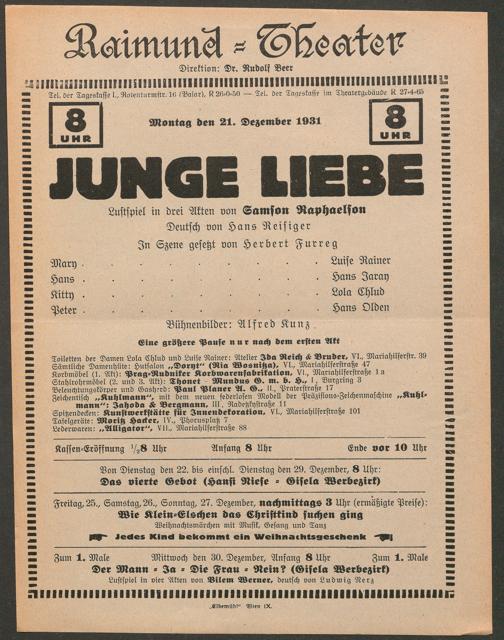 Raimund-Theater
Direktion: Dr. Rudolf Beer
Tel. der Tageskasse I., Rotenturmstr. 16 (Basar), R 26-0-50 — Tel. der Tageskasse im Theatergebäude R 27-4-65
8 UHR
Montag den 21. Dezember 1931
8 UHR
JUNGE LIEBE
Lustspiel in drei Akten von Samson Raphaelson
Deutsch von Hans Reisiger
In Szene gesetzt von Herbert Furreg
Mary . . . . . . . . Luise Rainer
Hans . . . . . . . . Hans Jaray
Kitty . . . . . . . . Lola Chlud
Peter . . . . . . . . Hans Olden
Bühnenbilder: Alfred Kunz
Eine größere Pause nur nach dem ersten Akt
Toiletten der Damen Lola Chlud und Luise Rainer: Atelier Ida Reich & Bruder, VI., Mariahilferstr. 39
Sämtliche Damenhüte: Hutsalon „Doryt" (Ria Bosnitza), VI., Mariahilferstraße 47
Korbmöbel (1. Akt): Prag-Rudniker Korbwarenfabrikation, VI., Mariahilferstraße 1a
Stahlrohrmöbel (2. und 3. Akt): Thonet - Mundus G. m. b. H., I., Burgring 3
Beleuchtungskörper und Gasherd: Paul Planer A. G., II., Praterstraße 17
Zeichentisch „Kuhlmann", mit dem neuen federlosen Modell der Präzisions-Zeichenmaschine „Kuhl-
mann": Jahoda & Bergmann, III., Radetzkystraße 11
Spitzendecken: Kunstwerkstätte für Innendekoration, VI., Mariahilferstraße 101
Tafelgeräte: Moritz Hacker, IV., Phorusplatz 7
Lederwaren: „Alligator", VII., Mariahilferstraße 88
Kassen-Eröffnung ½8 Uhr Anfang 8 Uhr Ende vor 10 Uhr
Von Dienstag den 22. bis einschl. Dienstag den 29. Dezember, 8 Uhr:
Das vierte Gebot (Hansi Niese - Gisela Werbezirk)
Freitag, 25., Samstag, 26., Sonntag, 27. Dezember, nachmittags 3 Uhr (ermäßigte Preise):
Wie Klein-Elschen das Christkind suchen ging
Weihnachtsmärchen mit Musik, Gesang und Tanz
Jedes Kind bekommt ein Weihnachtsgeschenk
Zum 1. Male Mittwoch den 30. Dezember, Anfang 8 Uhr Zum 1. Male
Der Mann - Ja - Die Frau - Nein? (Gisela Werbezirk)
Lustspiel in vier Akten von Vilem Werner, deutsch von Ludwig Nerz
„Elbemühl" Wien IX.